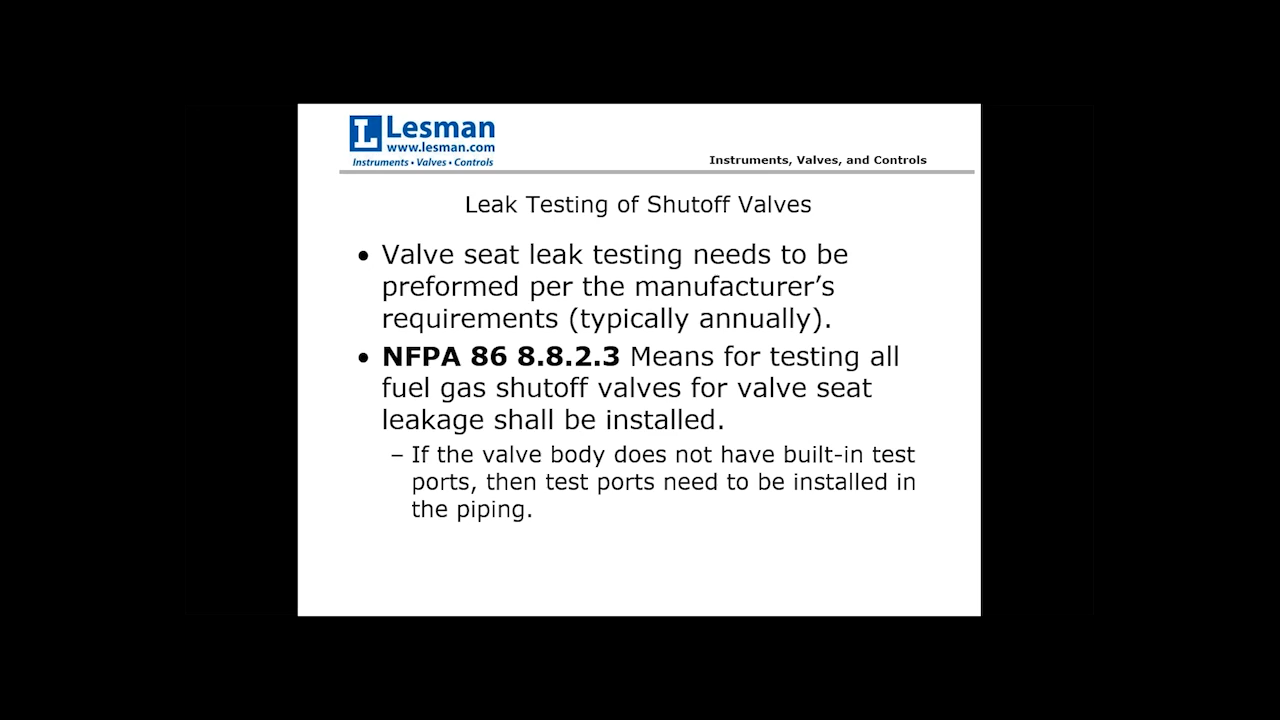 Lesman
www.lesman.com
Instruments • Valves • Controls
Instruments, Valves, and Controls
Leak Testing of Shutoff Valves
• Valve seat leak testing needs to be
preformed per the manufacturer’s
requirements (typically annually).
• NFPA 86 8.8.2.3 Means for testing all
fuel gas shutoff valves for valve seat
leakage shall be installed.
– If the valve body does not have built-in test
ports, then test ports need to be installed in
the piping.